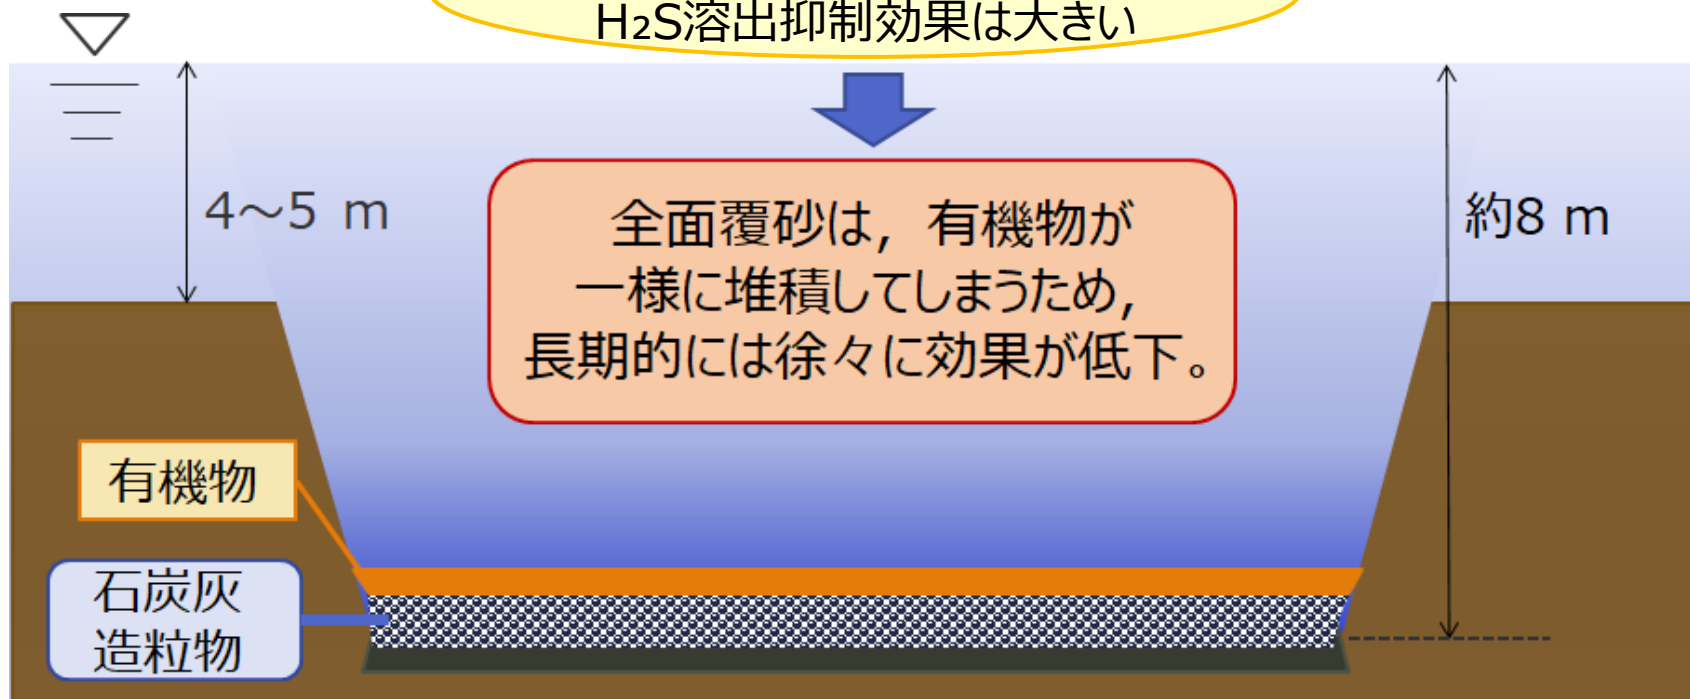 H₂S溶出抑制効果は大きい
4～5 m
約8 m
全面覆砂は，有機物が
一様に堆積してしまうため，
長期的には徐々に効果が低下。
有機物
石炭灰
造粒物